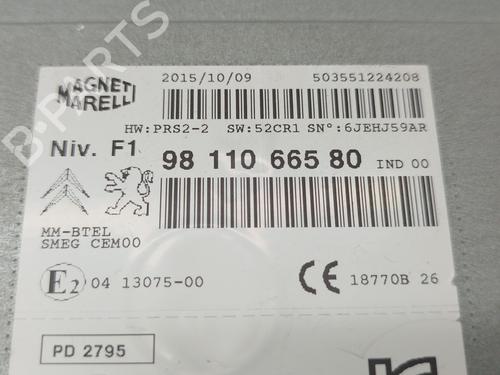 MAGNETI MARELLI
2015/10/09 503551224208
HW:PRS2-2 SW:52CR1 SN°:6JEHJ59AR
Niv. F1 98 110 665 80 IND 00
MM-BTEL
SMEG CEM00
E2 04 13075-00 CE 18770B 26
PD 2795
B-PARTS